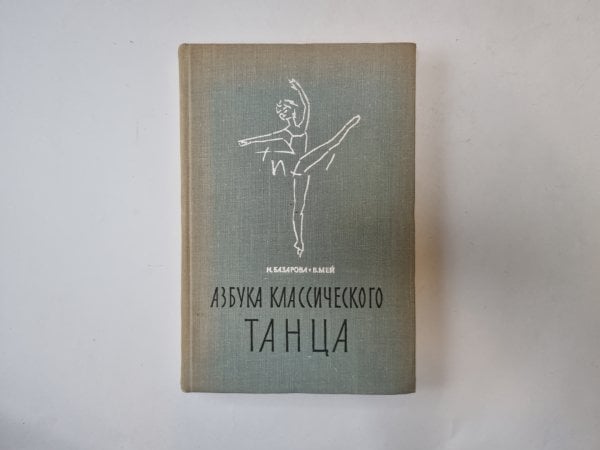 Н. БАЗАРОВА • В. МЕЙ
АЗБУКА КЛАССИЧЕСКОГО
ТАНЦА